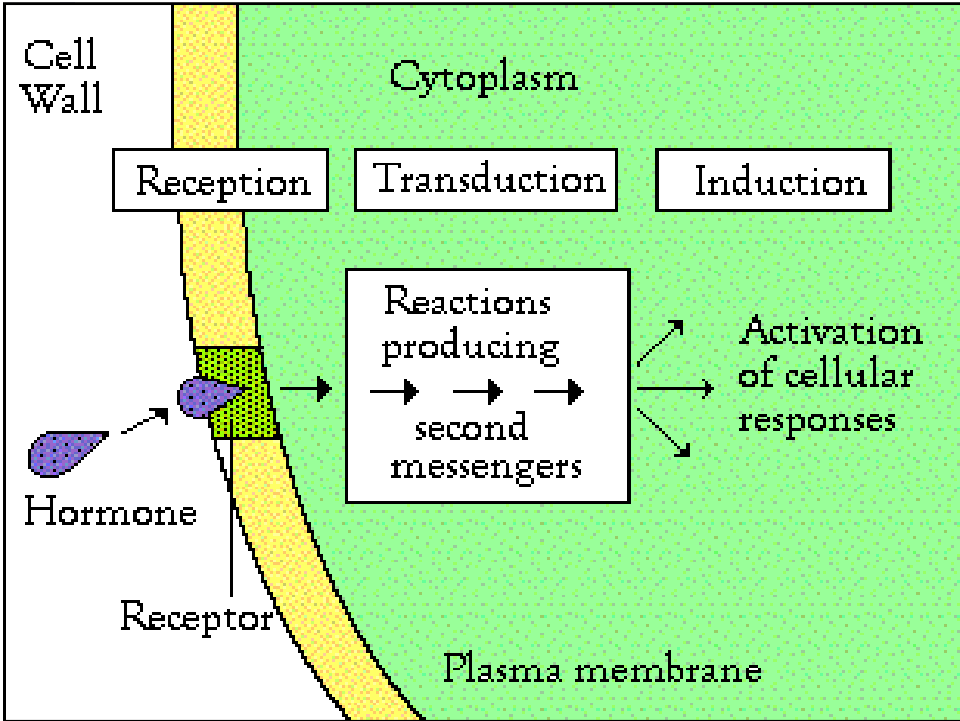 Cell
Wall
Cytoplasm
Reception
Transduction
Induction
Reactions
producing
second
messengers
Activation
of cellular
responses
Hormone
Receptor
Plasma membrane